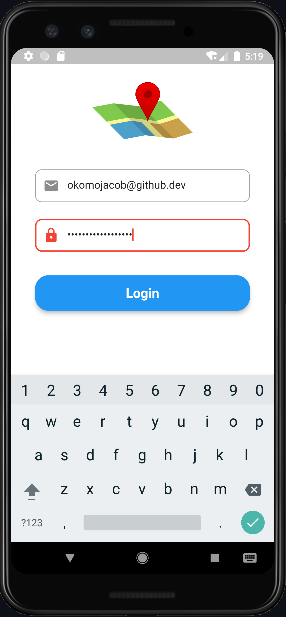 5:19
okomojacob@github.dev
••••••••••••••••••
Login
1 2 3 4 5 6 7 8 9 0
q w e r t y u i o p
a s d f g h j k l
z x c v b n m
?123 , .